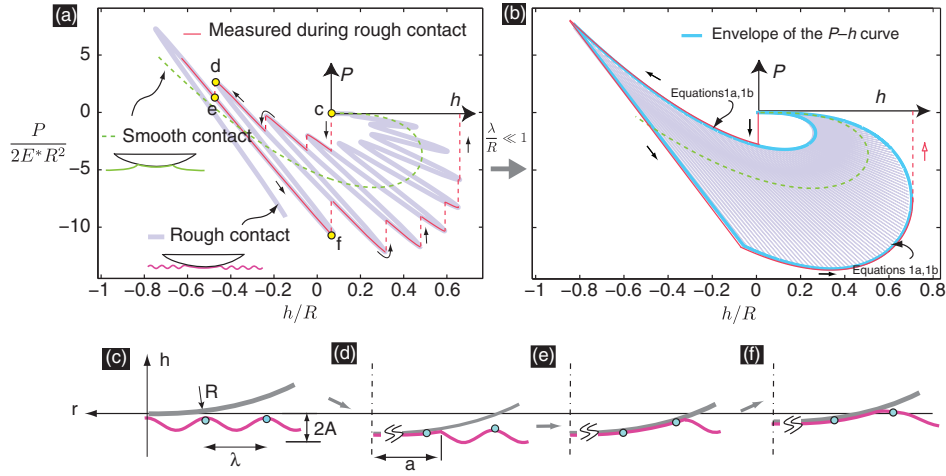 (a)
Measured during rough contact
P
5
0
−5
−10
P / 2E*R²
d
e
c
h
f
Smooth contact
Rough contact
−1 −0.8 −0.6 −0.4 −0.2 0 0.2 0.4 0.6
h/R
λ/R ≪ 1
(b)
Envelope of the P–h curve
P
h
Equations1a,1b
Equations 1a,1b
−1 −0.8 −0.6 −0.4 −0.2 0 0.2 0.4 0.6 0.8
h/R
(c)
h
R
r
2A
λ
(d)
a
(e)
(f)